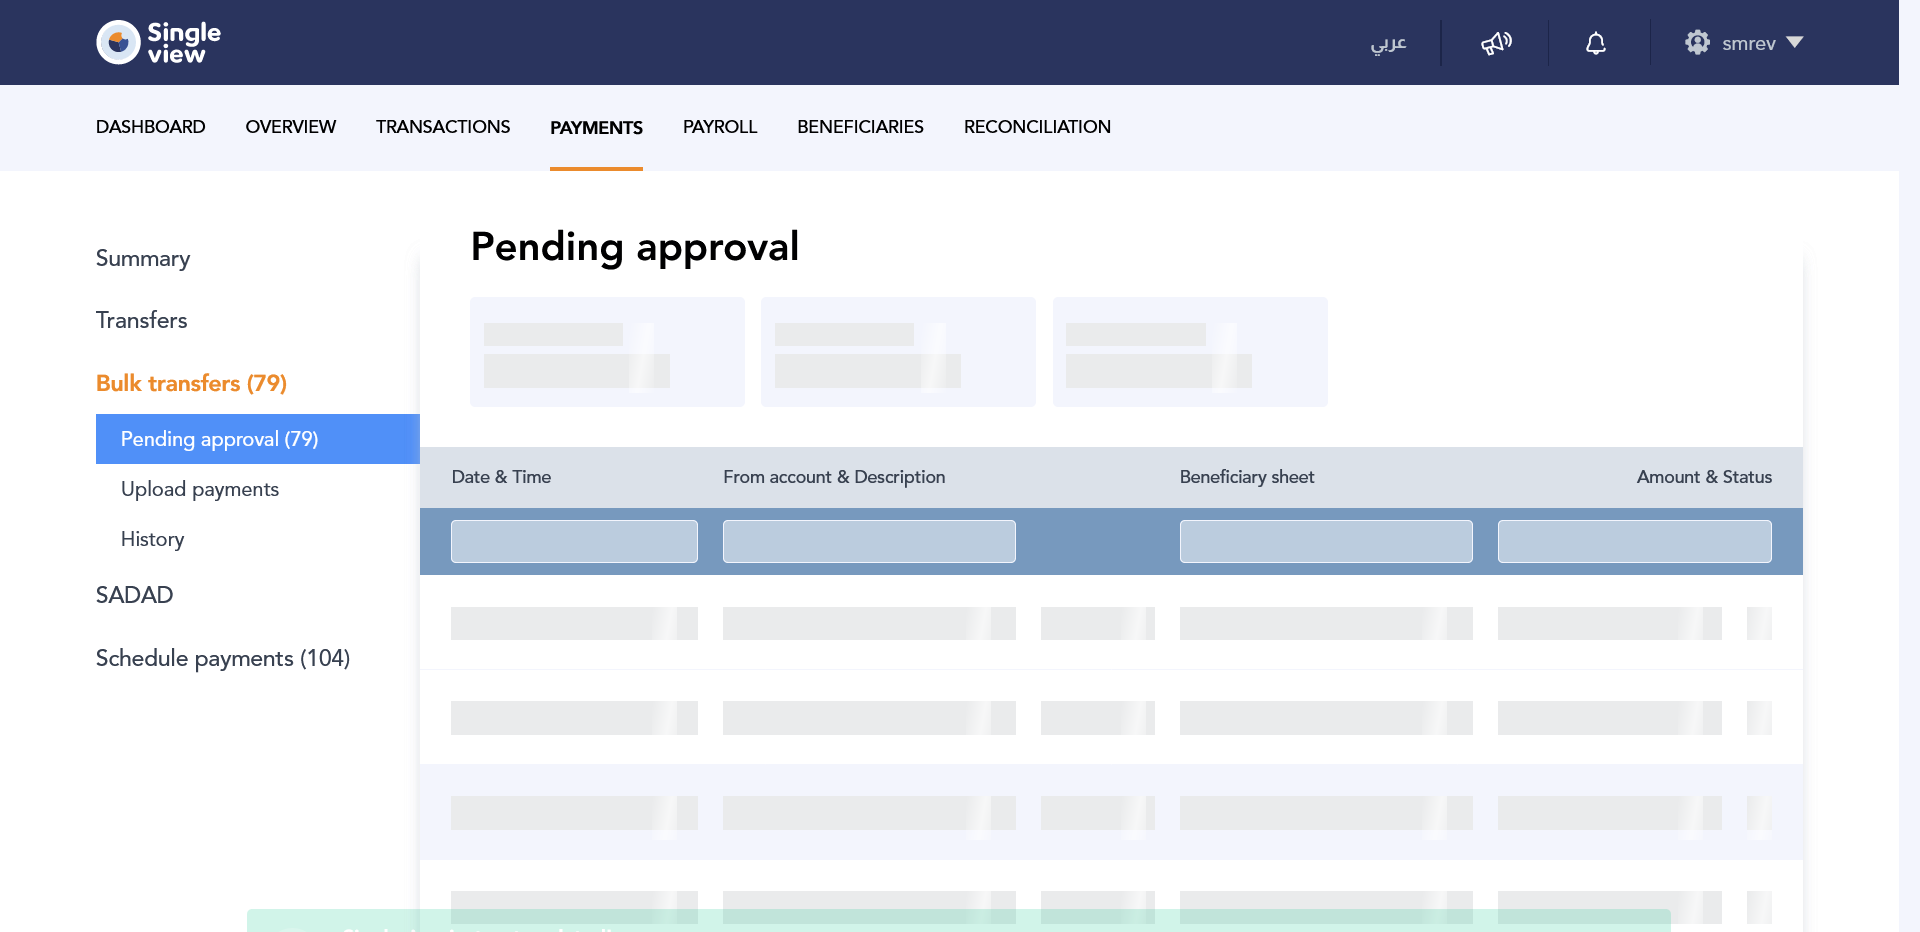 Single
view
عربي
smrev
DASHBOARD OVERVIEW TRANSACTIONS PAYMENTS PAYROLL BENEFICIARIES RECONCILIATION
Summary
Transfers
Bulk transfers (79)
Pending approval (79)
Upload payments
History
SADAD
Schedule payments (104)
Pending approval
Date & Time From account & Description Beneficiary sheet Amount & Status